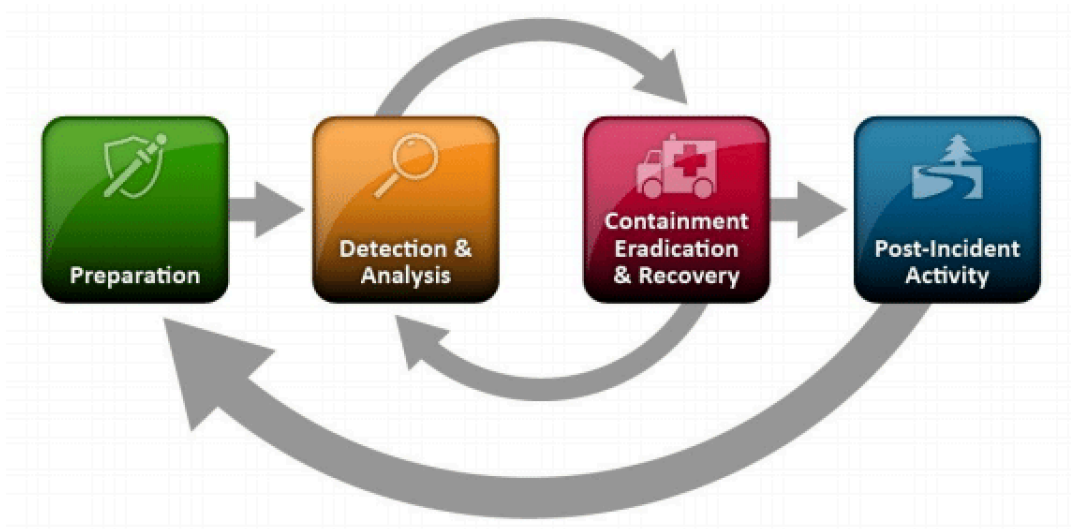 Preparation
Detection &
Analysis
Containment
Eradication
& Recovery
Post-Incident
Activity